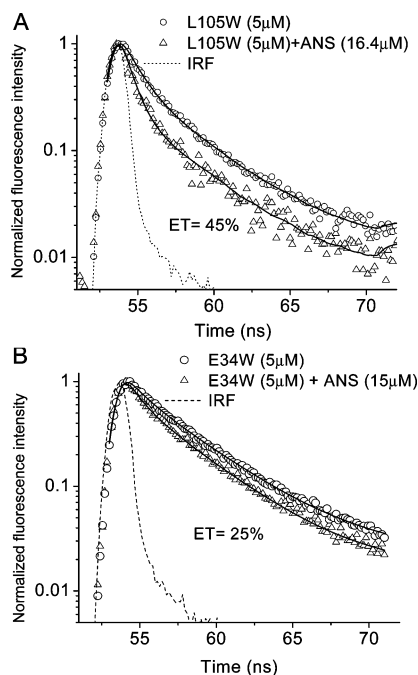 A
L105W (5μM)
L105W (5μM)+ANS (16.4μM)
IRF
Normalized fluorescence intensity
1
0.1
0.01
ET= 45%
55 60 65 70
Time (ns)
B
E34W (5μM)
E34W (5μM) + ANS (15μM)
IRF
Normalized fluorescence intensity
1
0.1
0.01
ET= 25%
55 60 65 70
Time (ns)